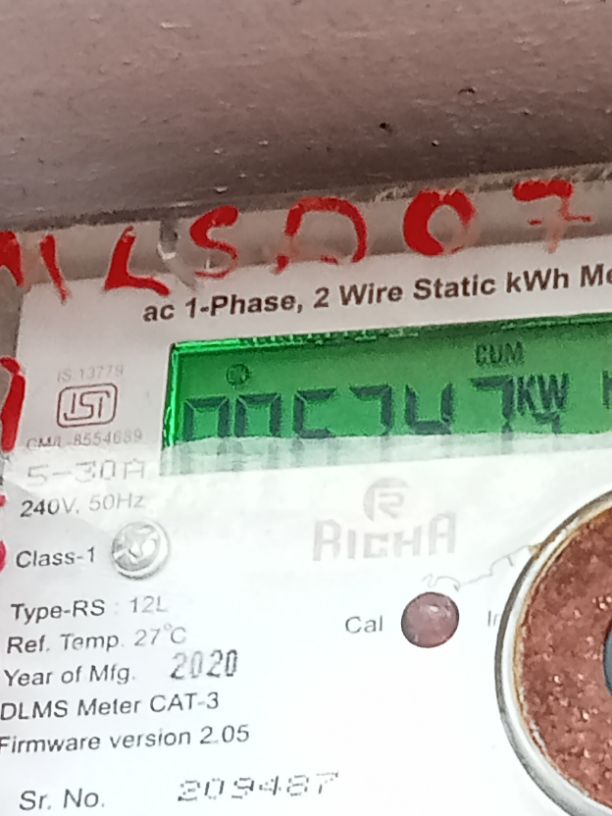 ac 1-Phase, 2 Wire Static kWh Me
IS 13779
ISI
CM/L-8554689
CUM
KW
5-30A
240V, 50Hz
RICHA
Class-1
Type-RS : 12L
Cal
Ref. Temp. 27°C
Year of Mfg. 2020
DLMS Meter CAT-3
Firmware version 2.05
Sr. No. 209487